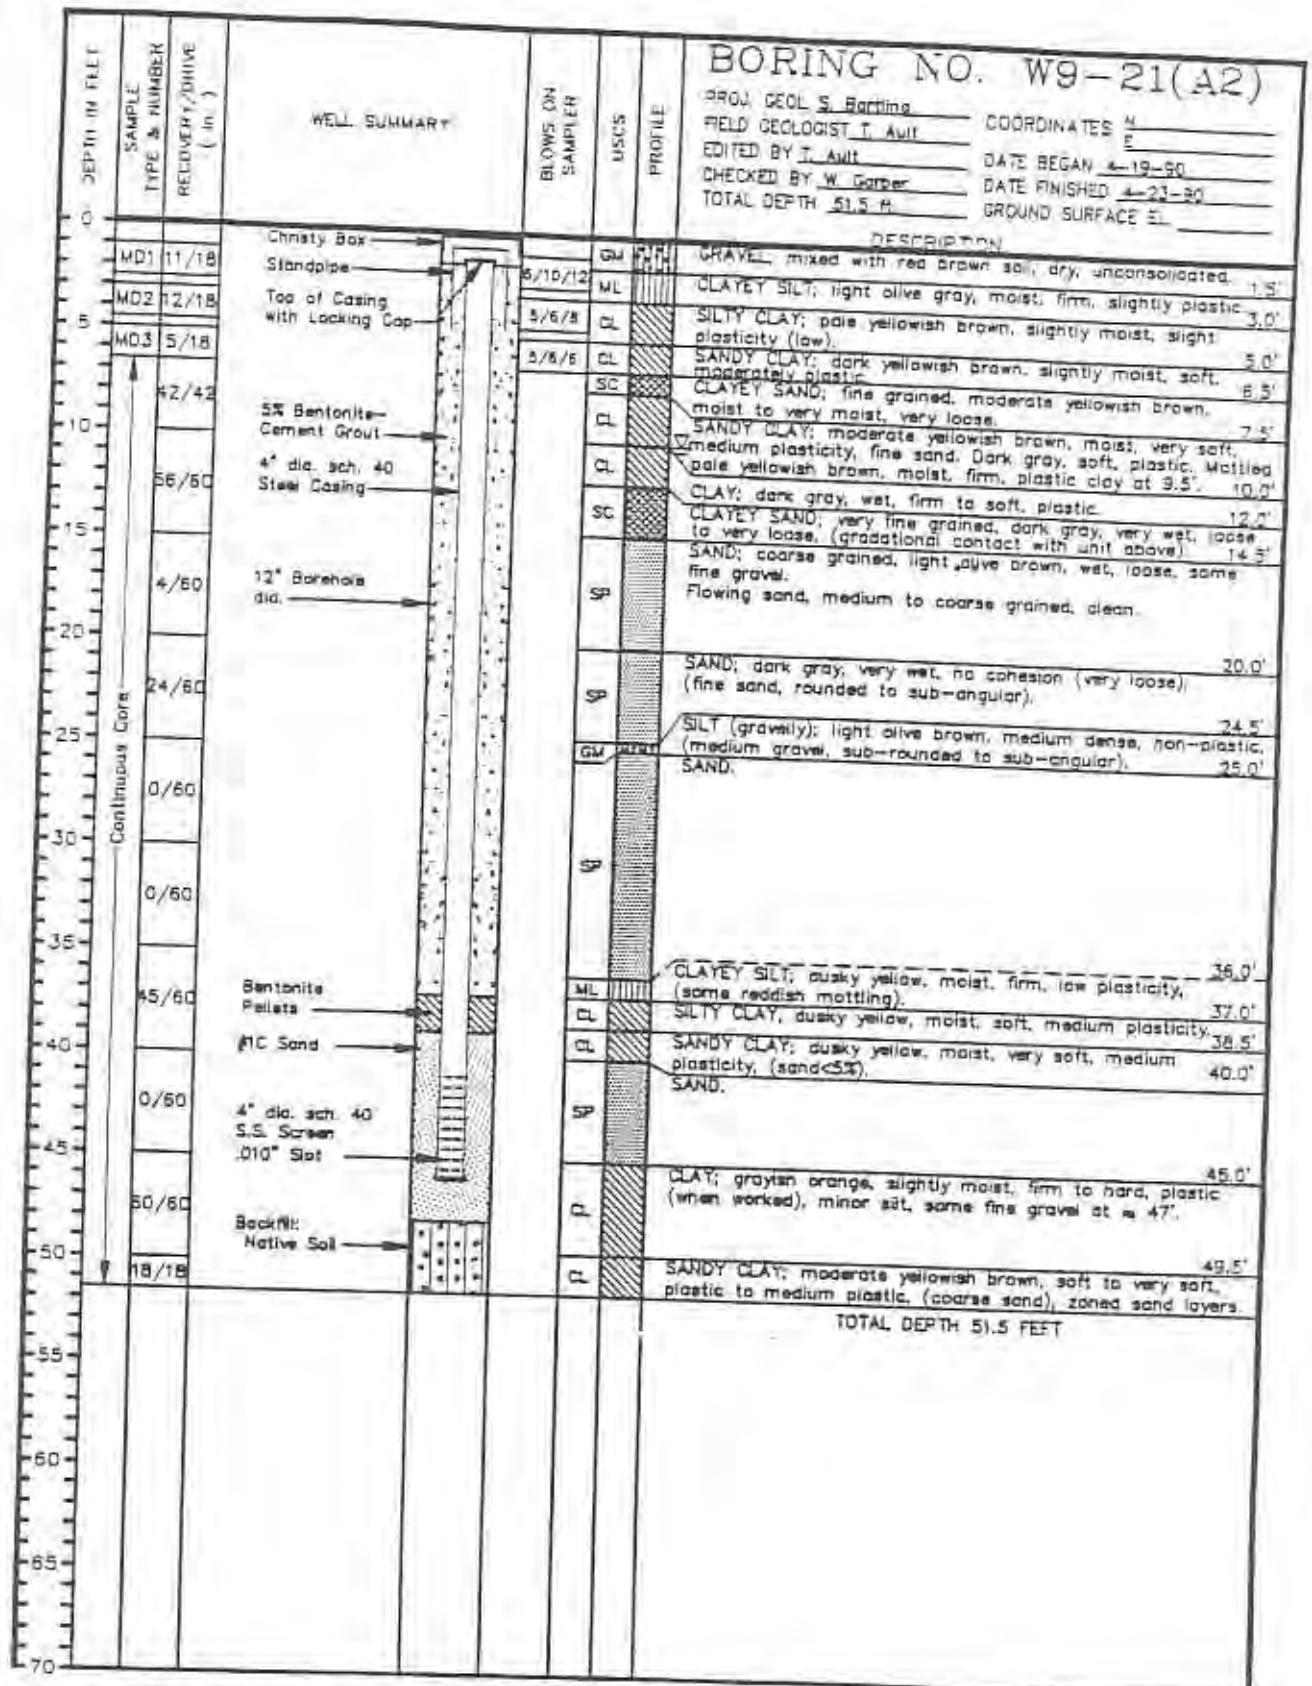 BORING NO. W9-21(A2)
PROJ. GEOL S. Bartling
FIELD GEOLOGIST T. Ault
EDITED BY T. Ault
CHECKED BY W. Garber
TOTAL DEPTH 51.5 ft.
COORDINATES N
E
DATE BEGAN 4-19-90
DATE FINISHED 4-23-90
GROUND SURFACE EL.
DEPTH IN FEET
SAMPLE TYPE & NUMBER
RECOVERY/DRIVE ( in. )
WELL SUMMARY
BLOWS ON SAMPLER
USCS
PROFILE
DESCRIPTION
0
5
10
15
20
25
30
35
40
45
50
55
60
65
70
MD1 11/18
MD2 12/18
MD3 5/18
42/42
56/60
4/60
24/60
0/60
0/60
45/60
0/60
60/60
18/18
Continuous Core
Christy Box
Standpipe
Top of Casing
with Locking Cap
5% Bentonite-
Cement Grout
4" dia. sch. 40
Steel Casing
12" Borehole
dia.
Bentonite
Pellets
MC Sand
4" dia. sch. 40
S.S. Screen
.010" Slot
Backfill:
Native Soil
6/10/12
5/6/8
5/6/6
GM
ML
CL
CL
SC
CL
CL
SC
SP
SP
GM
SP
ML
CL
CL
SP
CL
CL
GRAVEL; mixed with red brown soil, dry, unconsolidated.
1.5'
CLAYEY SILT; light olive gray, moist, firm, slightly plastic.
3.0'
SILTY CLAY; pale yellowish brown, slightly moist, slight
plasticity (low).
5.0'
SANDY CLAY; dark yellowish brown, slightly moist, soft,
moderately plastic.
6.5'
CLAYEY SAND; fine grained, moderate yellowish brown,
moist to very moist, very loose.
7.5'
SANDY CLAY; moderate yellowish brown, moist, very soft,
medium plasticity, fine sand. Dark gray, soft, plastic. Mottled
pale yellowish brown, moist, firm, plastic clay at 9.5'. 10.0'
CLAY; dark gray, wet, firm to soft, plastic.
12.0'
CLAYEY SAND; very fine grained, dark gray, very wet, loose
to very loose, (gradational contact with unit above). 14.5'
SAND; coarse grained, light olive brown, wet, loose, some
fine gravel.
Flowing sand, medium to coarse grained, clean.
20.0'
SAND; dark gray, very wet, no cohesion (very loose),
(fine sand, rounded to sub-angular).
24.5'
SILT (gravelly); light olive brown, medium dense, non-plastic,
(medium gravel, sub-rounded to sub-angular). 25.0'
SAND.
36.0'
CLAYEY SILT; dusky yellow, moist, firm, low plasticity,
(some reddish mottling).
37.0'
SILTY CLAY, dusky yellow, moist, soft, medium plasticity.
38.5'
SANDY CLAY; dusky yellow, moist, very soft, medium
plasticity, (sand<5%).
40.0'
SAND.
45.0'
CLAY; grayish orange, slightly moist, firm to hard, plastic
(when worked), minor silt, some fine gravel at ≈ 47'.
49.5'
SANDY CLAY; moderate yellowish brown, soft to very soft,
plastic to medium plastic, (coarse sand), zoned sand layers.
TOTAL DEPTH 51.5 FEET